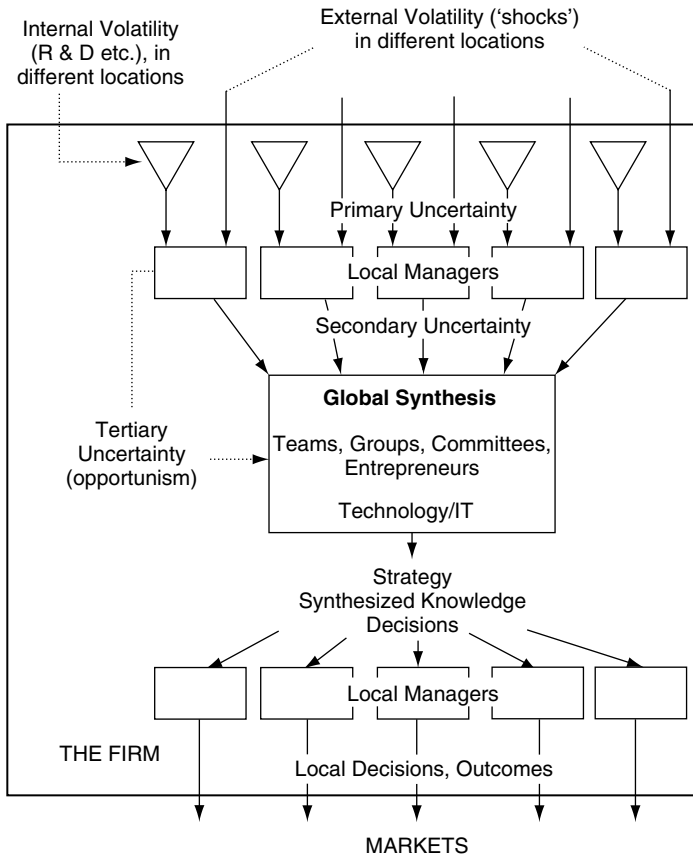 Internal Volatility
(R & D etc.), in
different locations
External Volatility (‘shocks’)
in different locations
Primary Uncertainty
Local Managers
Secondary Uncertainty
Global Synthesis
Teams, Groups, Committees,
Entrepreneurs
Technology/IT
Tertiary
Uncertainty
(opportunism)
Strategy
Synthesized Knowledge
Decisions
Local Managers
THE FIRM
Local Decisions, Outcomes
MARKETS